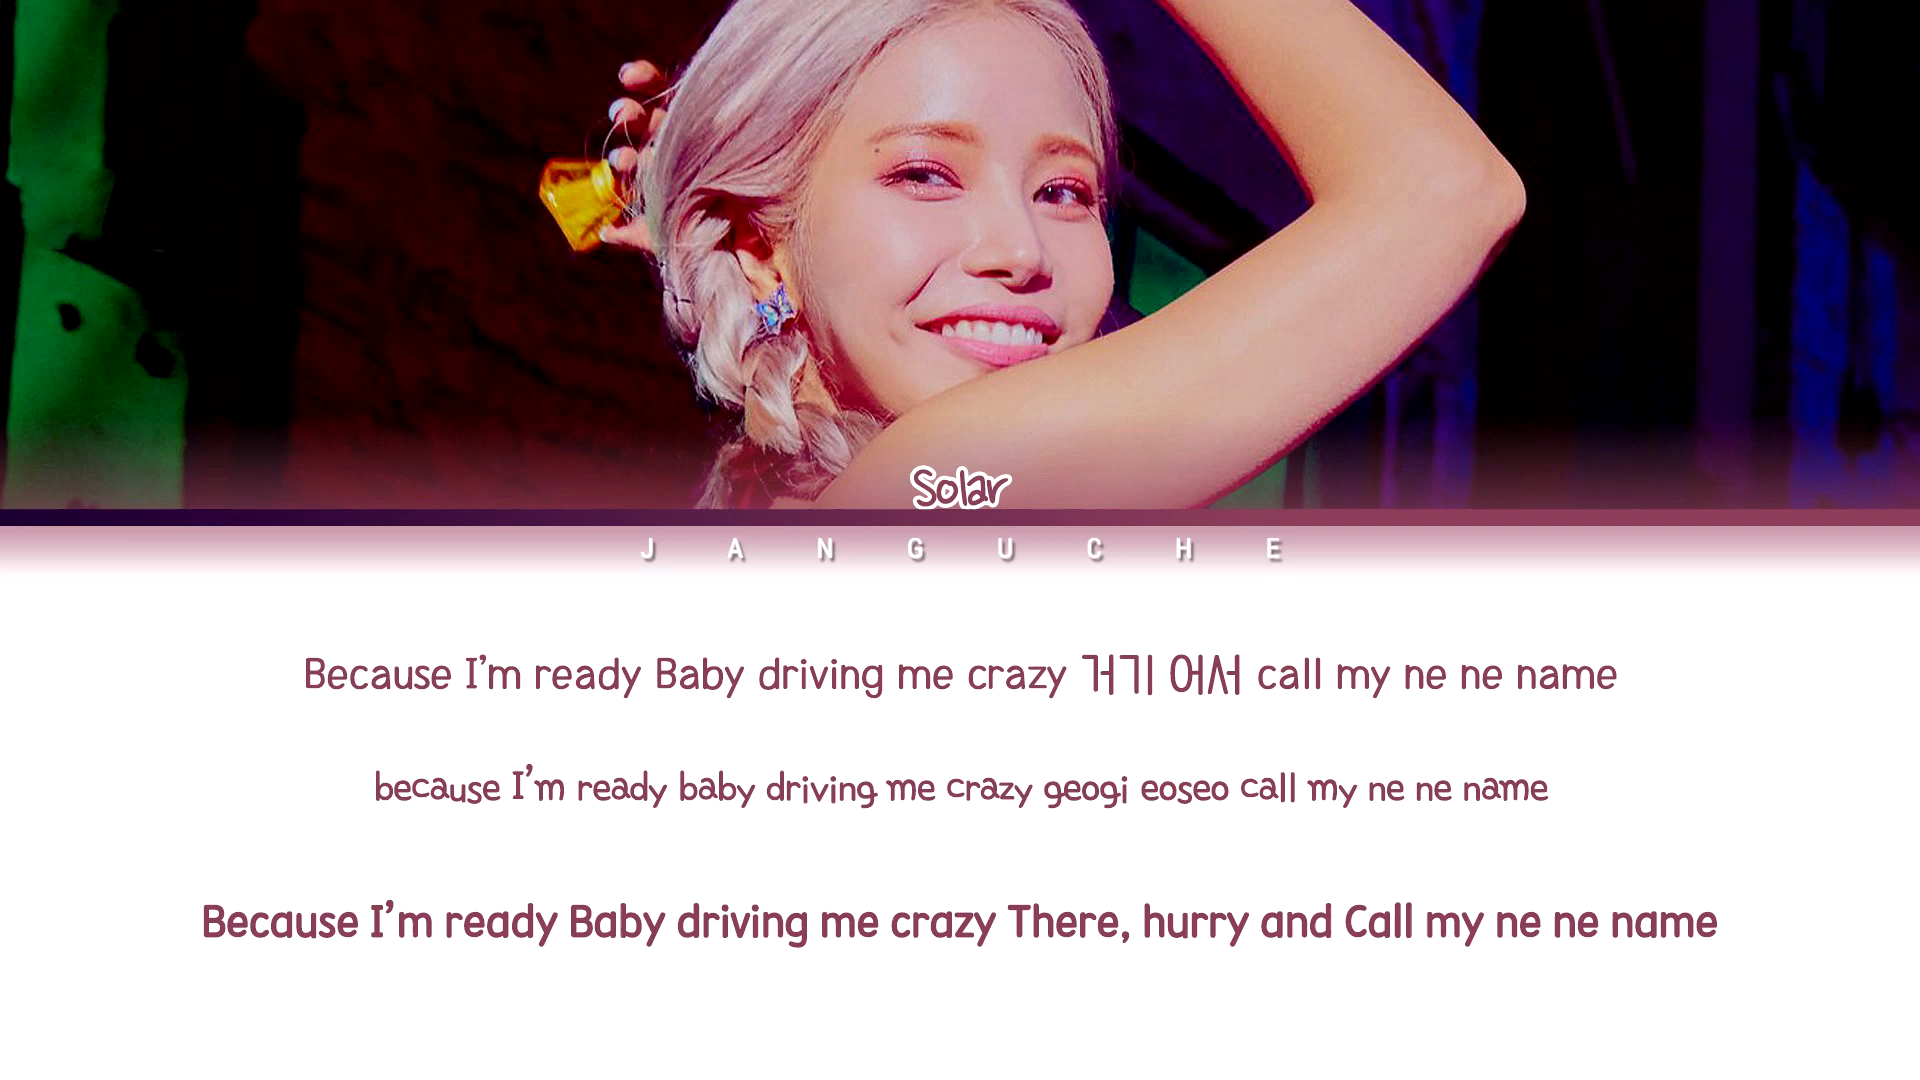 Solar
JANGUCHE
Because I'm ready Baby driving me crazy 거기 어서 call my ne ne name
because I'm ready baby driving me crazy geogi eoseo call my ne ne name
Because I'm ready Baby driving me crazy There, hurry and Call my ne ne name